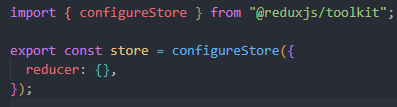 import { configureStore } from "@reduxjs/toolkit";

export const store = configureStore({
  reducer: {},
});